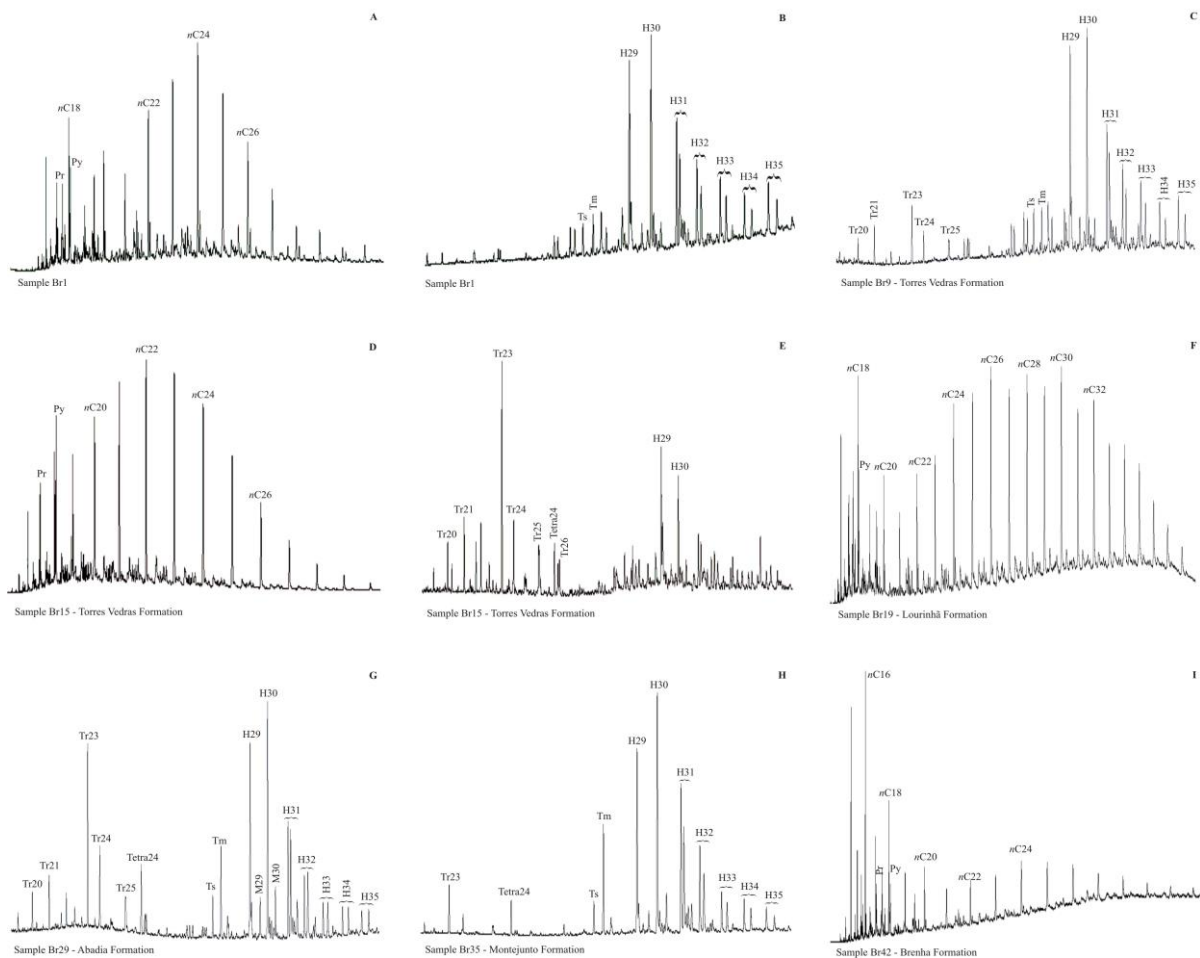 A
nC24
nC18
nC22
Py
Pr
nC26
Sample Br1
B
H30
H29
H31
H32
H33
H34
H35
Ts
Tm
Sample Br1
C
H30
H29
H31
H32
H33
H34
H35
Tr20
Tr21
Tr23
Tr24
Tr25
Ts
Tm
Sample Br9 - Torres Vedras Formation
D
nC22
Py
nC20
nC24
Pr
nC26
Sample Br15 - Torres Vedras Formation
E
Tr23
H29
H30
Tr20
Tr21
Tr24
Tr25
Tetra24
Tr26
Sample Br15 - Torres Vedras Formation
F
nC18
nC26
nC28
nC30
nC24
nC32
Py
nC20
nC22
Sample Br19 - Lourinhã Formation
G
H30
Tr23
H29
H31
Tr24
Tm
Tr20
Tr21
Tr25
Tetra24
Ts
M29
M30
H32
H33
H34
H35
Sample Br29 - Abadia Formation
H
H30
H29
H31
Tm
H32
Tr23
Tetra24
Ts
H33
H34
H35
Sample Br35 - Montejunto Formation
I
nC16
nC18
Pr
Py
nC20
nC22
nC24
Sample Br42 - Brenha Formation